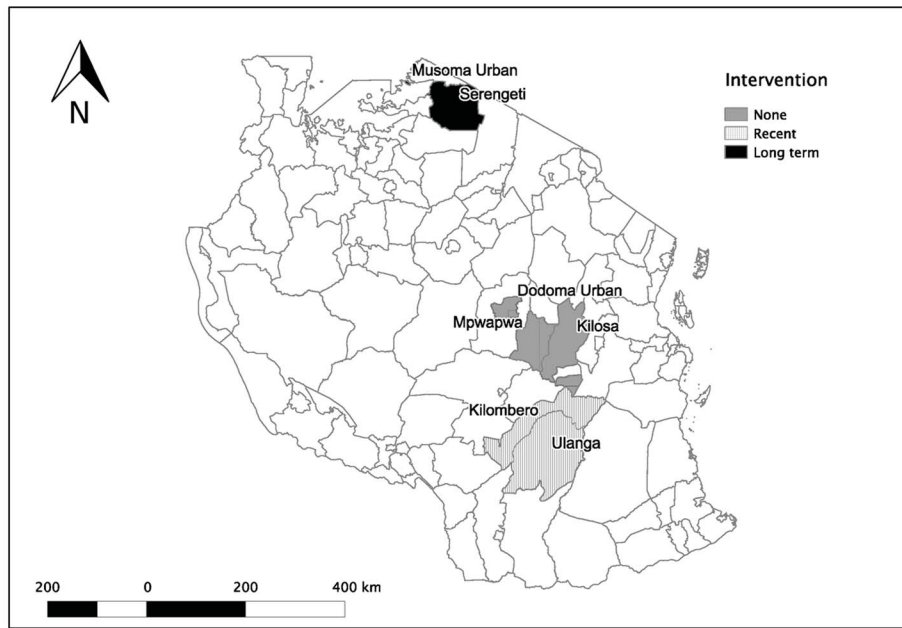 N
Musoma Urban
Serengeti
Intervention
None
Recent
Long term
Dodoma Urban
Mpwapwa
Kilosa
Kilombero
Ulanga
200 0 200 400 km